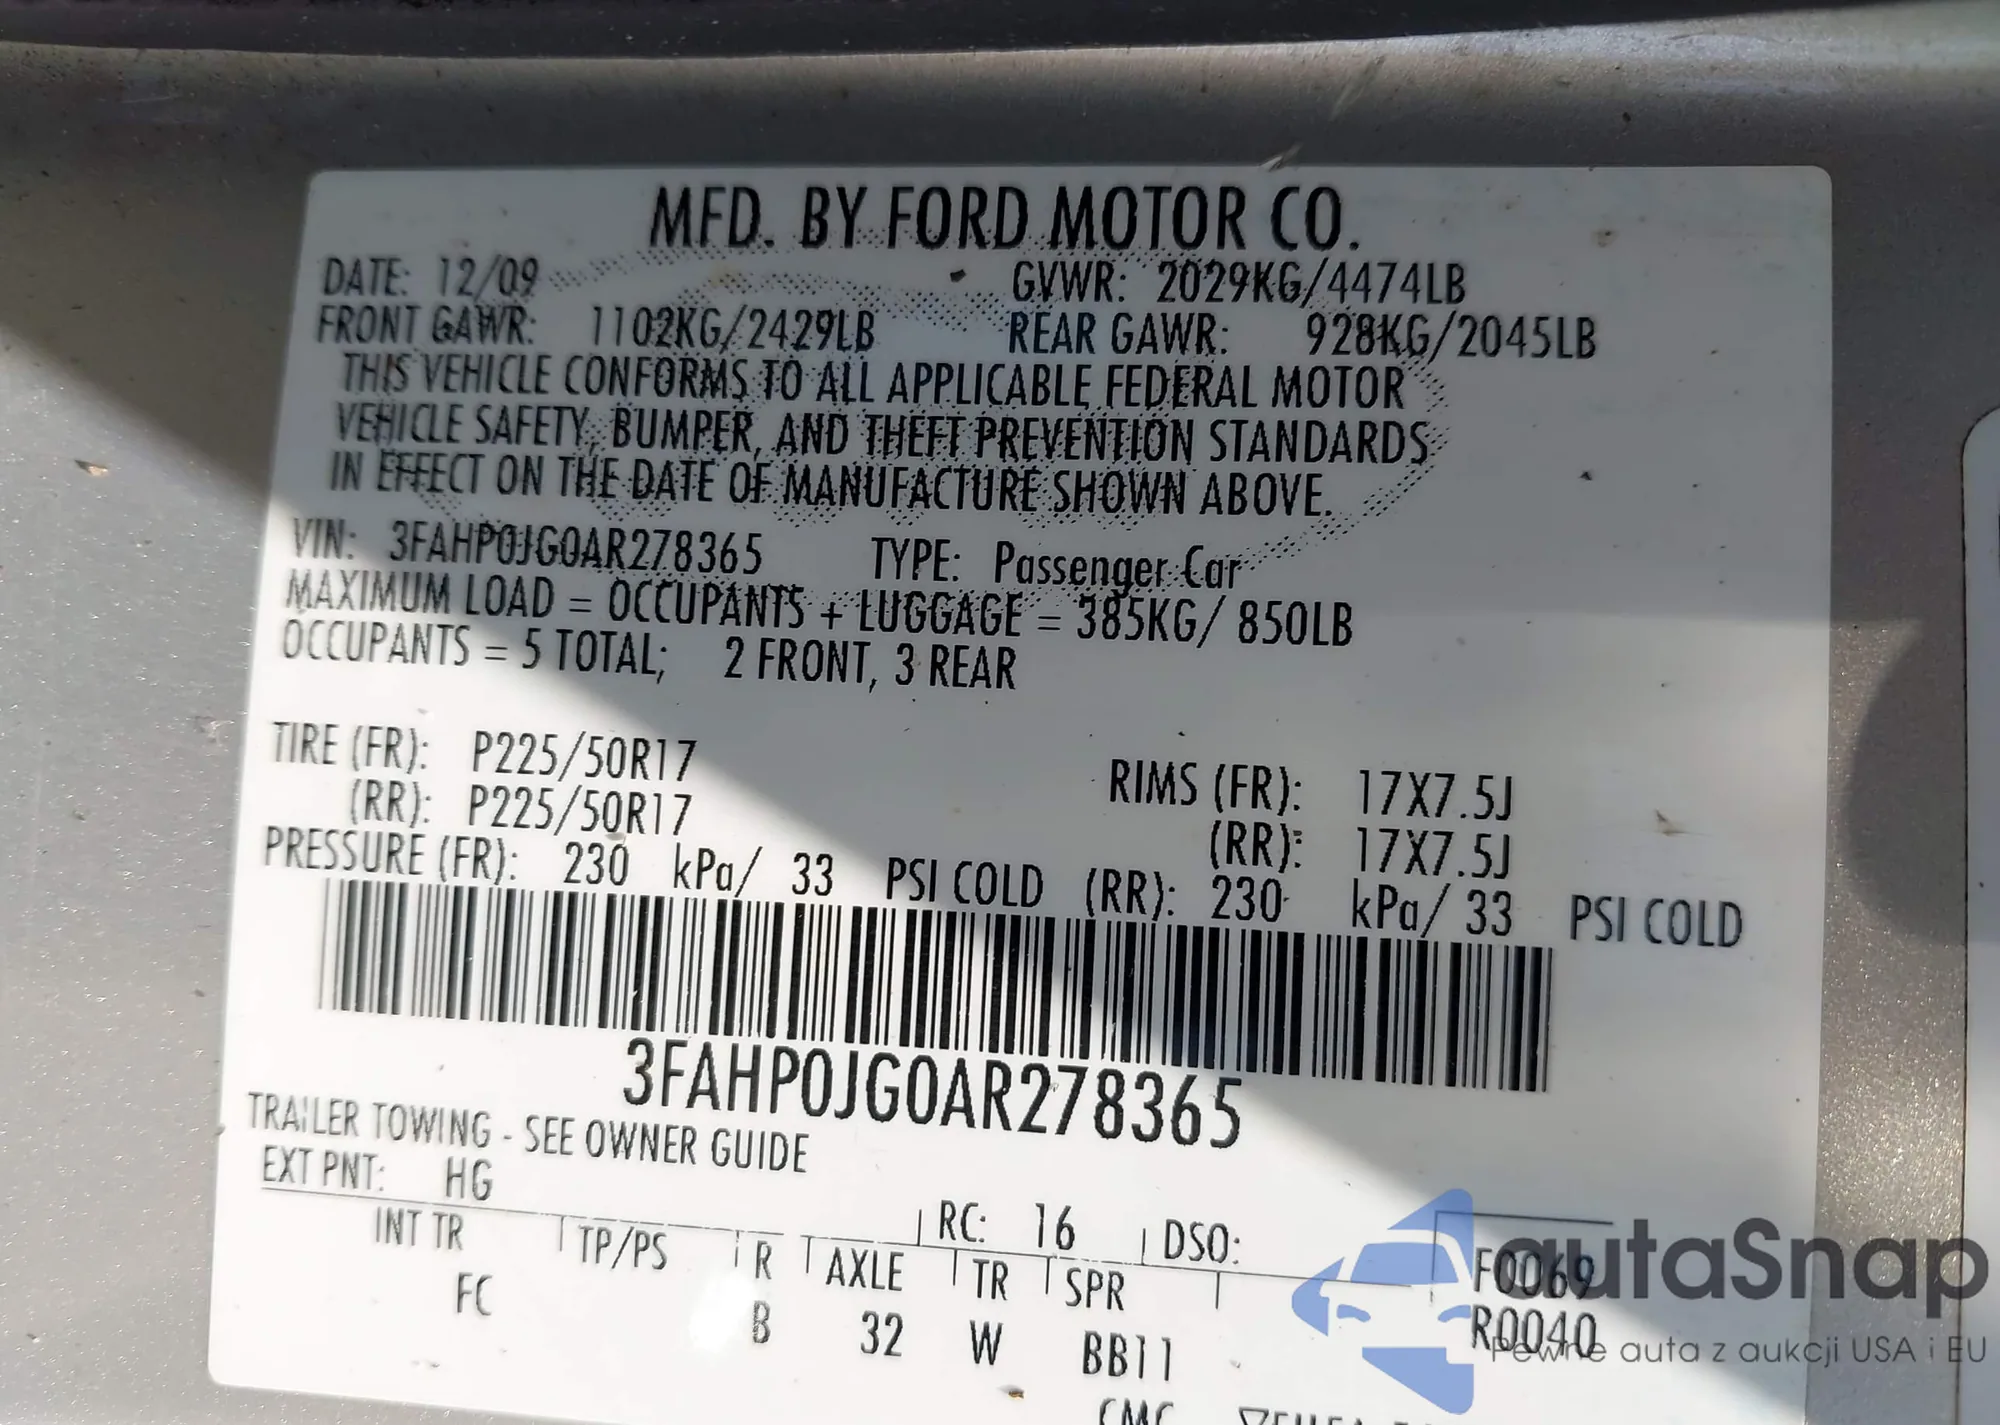 MFD. BY FORD MOTOR CO.
DATE: 12/09 GVWR: 2029KG/4474LB
FRONT GAWR: 1102KG/2429LB REAR GAWR: 928KG/2045LB
THIS VEHICLE CONFORMS TO ALL APPLICABLE FEDERAL MOTOR
VEHICLE SAFETY, BUMPER, AND THEFT PREVENTION STANDARDS
IN EFFECT ON THE DATE OF MANUFACTURE SHOWN ABOVE.
VIN: 3FAHP0JG0AR278365 TYPE: Passenger Car
MAXIMUM LOAD = OCCUPANTS + LUGGAGE = 385KG/ 850LB
OCCUPANTS = 5 TOTAL; 2 FRONT, 3 REAR
TIRE (FR): P225/50R17 RIMS (FR): 17X7.5J
(RR): P225/50R17 (RR): 17X7.5J
PRESSURE (FR): 230 kPa/ 33 PSI COLD (RR): 230 kPa/ 33 PSI COLD
3FAHP0JG0AR278365
TRAILER TOWING - SEE OWNER GUIDE
EXT PNT: HG RC: 16 DSO:
INT TR TP/PS R AXLE TR SPR F0069
FC B 32 W BB11 R0040
autaSnap
Pewne auta z aukcji USA i EU